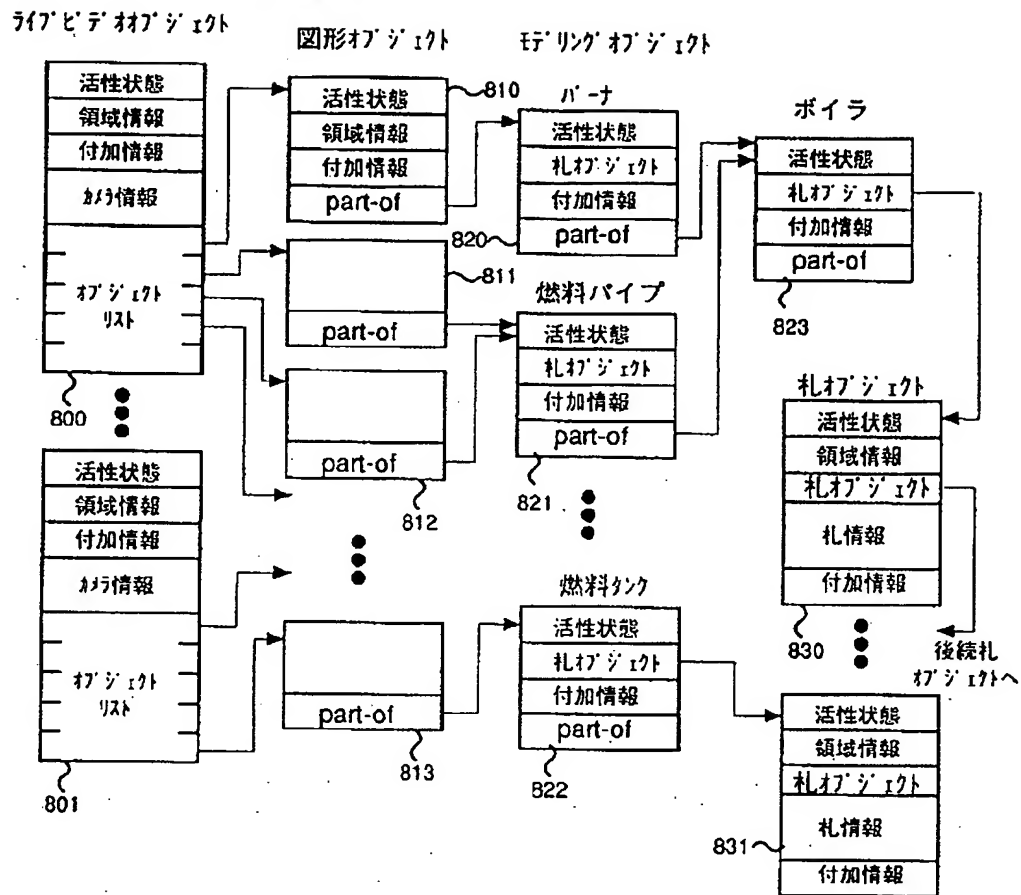 ライブビデオオブジェクト
活性状態
領域情報
付加情報
カメラ情報
オブジェクト
リスト
800
活性状態
領域情報
付加情報
カメラ情報
オブジェクト
リスト
801
図形オブジェクト
活性状態
領域情報
付加情報
part-of
810
811
part-of
part-of
812
part-of
813
モデリングオブジェクト
バーナ
活性状態
札オブジェクト
付加情報
part-of
820
燃料パイプ
活性状態
札オブジェクト
付加情報
part-of
821
燃料タンク
活性状態
札オブジェクト
付加情報
part-of
822
ボイラ
活性状態
札オブジェクト
付加情報
part-of
823
札オブジェクト
活性状態
領域情報
札オブジェクト
札情報
付加情報
830
後続札
オブジェクトへ
活性状態
領域情報
札オブジェクト
札情報
付加情報
831